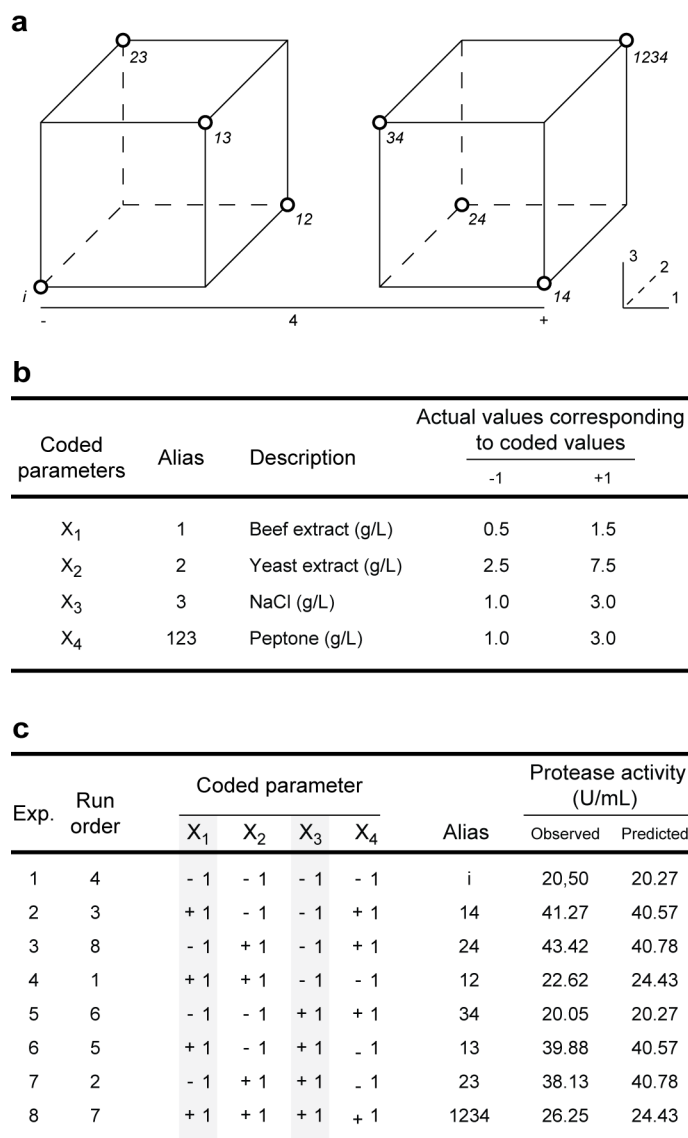 a
23
1234
13
34
12
24
3
2
i
14
1
-
4
+
b
Actual values corresponding
to coded values
Coded
parameters
Alias
Description
-1
+1
X1 1 Beef extract (g/L) 0.5 1.5
X2 2 Yeast extract (g/L) 2.5 7.5
X3 3 NaCl (g/L) 1.0 3.0
X4 123 Peptone (g/L) 1.0 3.0
c
Exp.
Run
order
Coded parameter
X1 X2 X3 X4
Alias
Protease activity
(U/mL)
Observed Predicted
1 4 - 1 - 1 - 1 - 1 i 20,50 20.27
2 3 + 1 - 1 - 1 + 1 14 41.27 40.57
3 8 - 1 + 1 - 1 + 1 24 43.42 40.78
4 1 + 1 + 1 - 1 - 1 12 22.62 24.43
5 6 - 1 - 1 + 1 + 1 34 20.05 20.27
6 5 + 1 - 1 + 1 - 1 13 39.88 40.57
7 2 - 1 + 1 + 1 - 1 23 38.13 40.78
8 7 + 1 + 1 + 1 + 1 1234 26.25 24.43